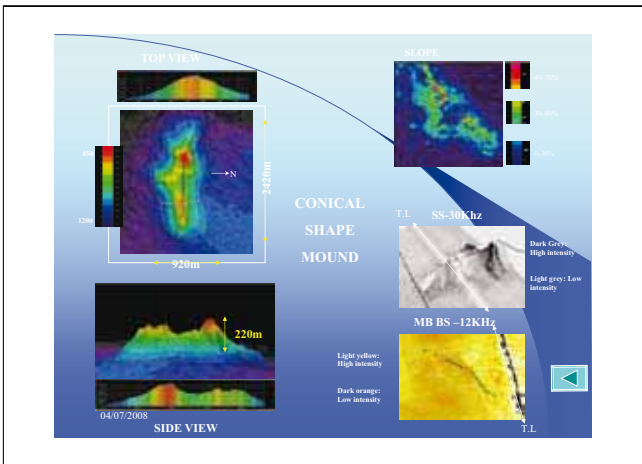 TOP VIEW
SLOPE
N
2420m
1200
920m
CONICAL
SHAPE
MOUND
220m
04/07/2008
SIDE VIEW
T.L
SS-30Khz
Dark Grey:
High intensity
Light grey: Low
intensity
MB BS –12KHz
Light yellow:
High intensity
Dark orange:
Low intensity
T.L